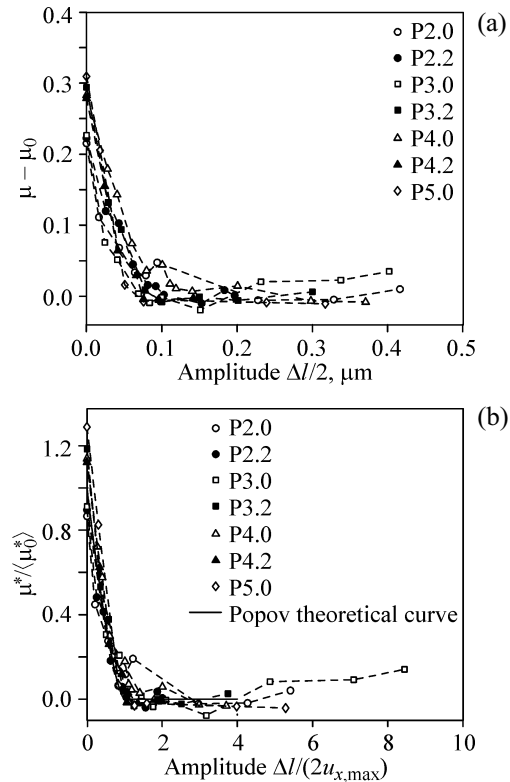 (a)
P2.0
P2.2
P3.0
P3.2
P4.0
P4.2
P5.0
0.4
0.3
0.2
0.1
0.0
μ – μ₀
0.0 0.1 0.2 0.3 0.4 0.5
Amplitude Δl/2, μm
(b)
P2.0
P2.2
P3.0
P3.2
P4.0
P4.2
P5.0
Popov theoretical curve
1.2
0.8
0.4
0.0
μ*/⟨μ₀*⟩
0 2 4 6 8 10
Amplitude Δl/(2uₓ,max)